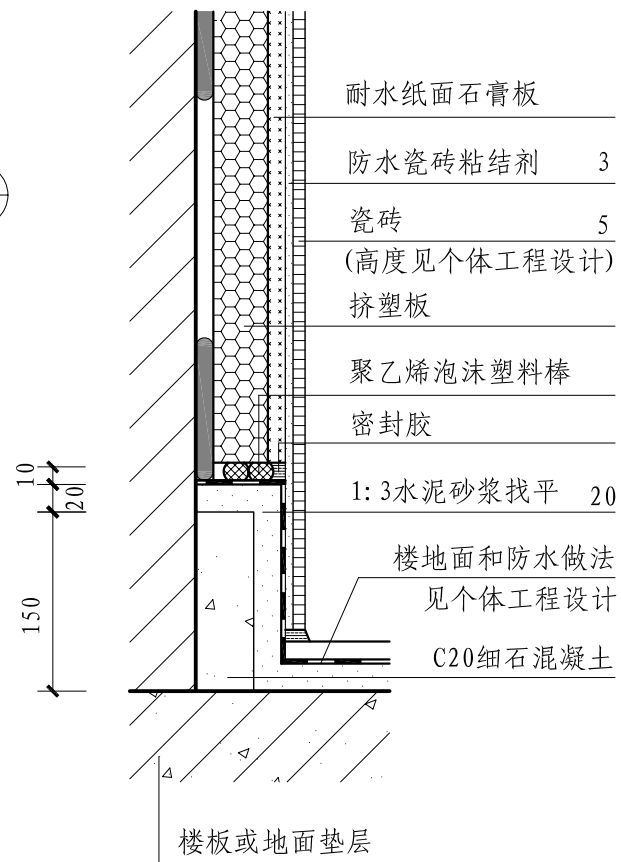 耐水纸面石膏板
防水瓷砖粘结剂 3
瓷砖 5
(高度见个体工程设计)
挤塑板
聚乙烯泡沫塑料棒
密封胶
10
20
1:3水泥砂浆找平 20
楼地面和防水做法
见个体工程设计
150
C20细石混凝土
楼板或地面垫层